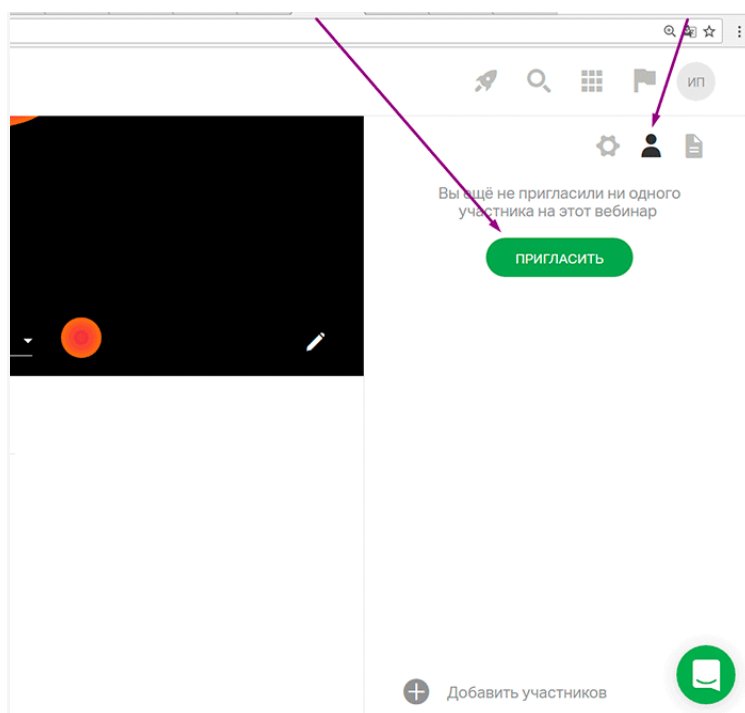 ИП
Вы ещё не пригласили ни одного
участника на этот вебинар
ПРИГЛАСИТЬ
Добавить участников